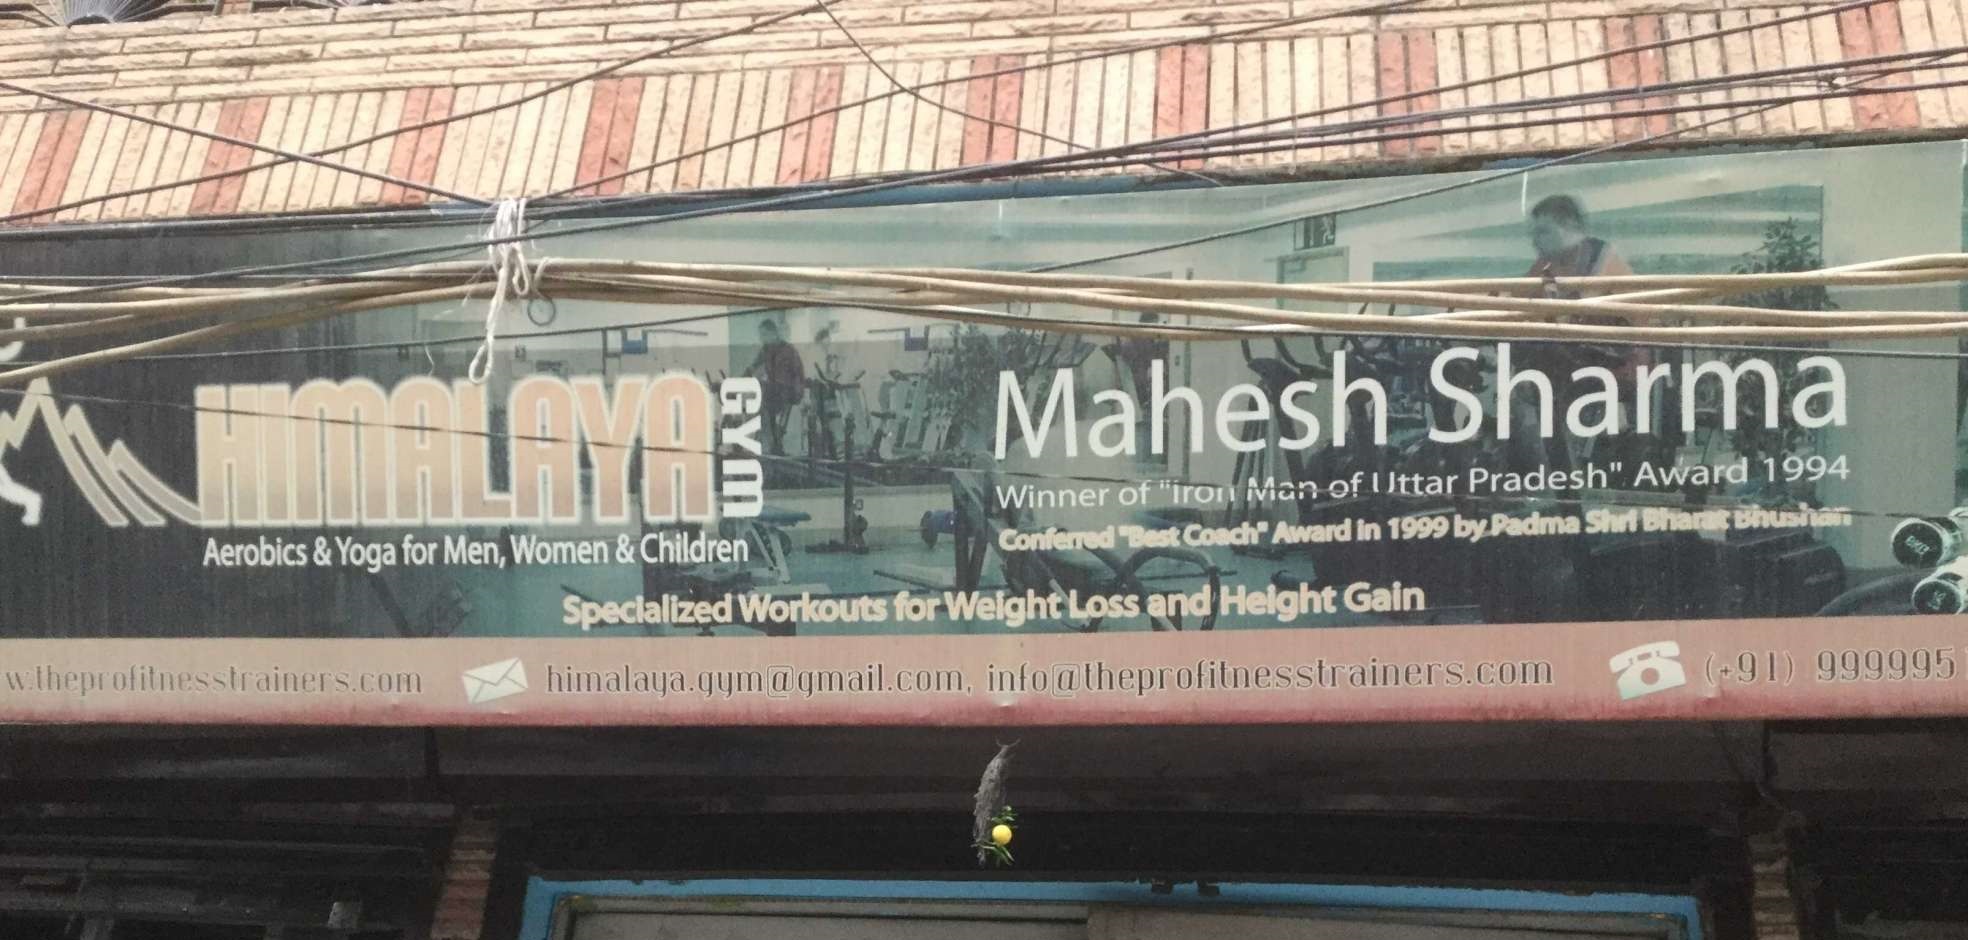 HIMALAYA GYM
Aerobics & Yoga for Men, Women & Children
Mahesh Sharma
Winner of "Iron Man of Uttar Pradesh" Award 1994
Conferred "Best Coach" Award in 1999 by Padma Shri Bharat Bhushan
Specialized Workouts for Weight Loss and Height Gain
w.theprofitnesstrainers.com himalaya.gym@gmail.com, info@theprofitnesstrainers.com (+91) 999995